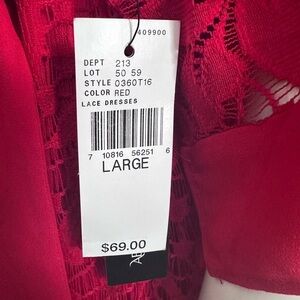 409900
DEPT 213
LOT 50 59
STYLE 0360T16
COLOR RED
LACE DRESSES
7 10816 56251 6
LARGE
$69.00